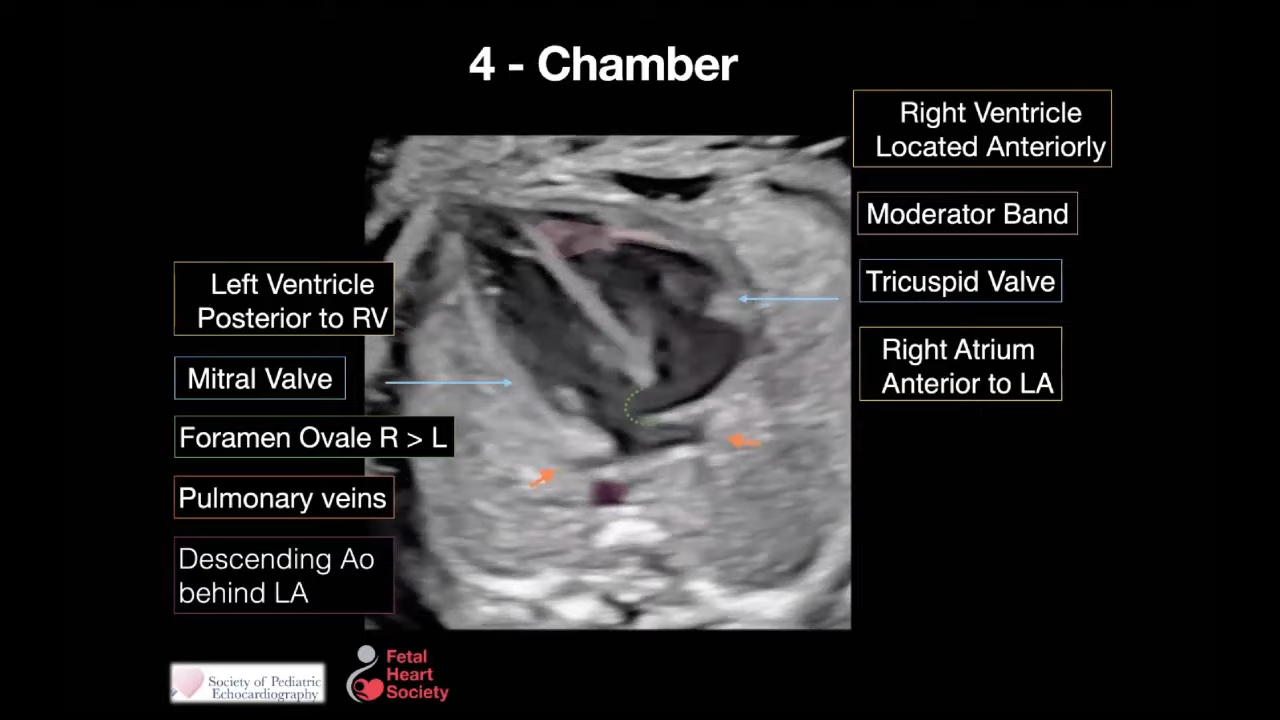 4 - Chamber
Right Ventricle
Located Anteriorly
Moderator Band
Tricuspid Valve
Right Atrium
Anterior to LA
Left Ventricle
Posterior to RV
Mitral Valve
Foramen Ovale R > L
Pulmonary veins
Descending Ao
behind LA
Society of Pediatric
Echocardiography
Fetal
Heart
Society